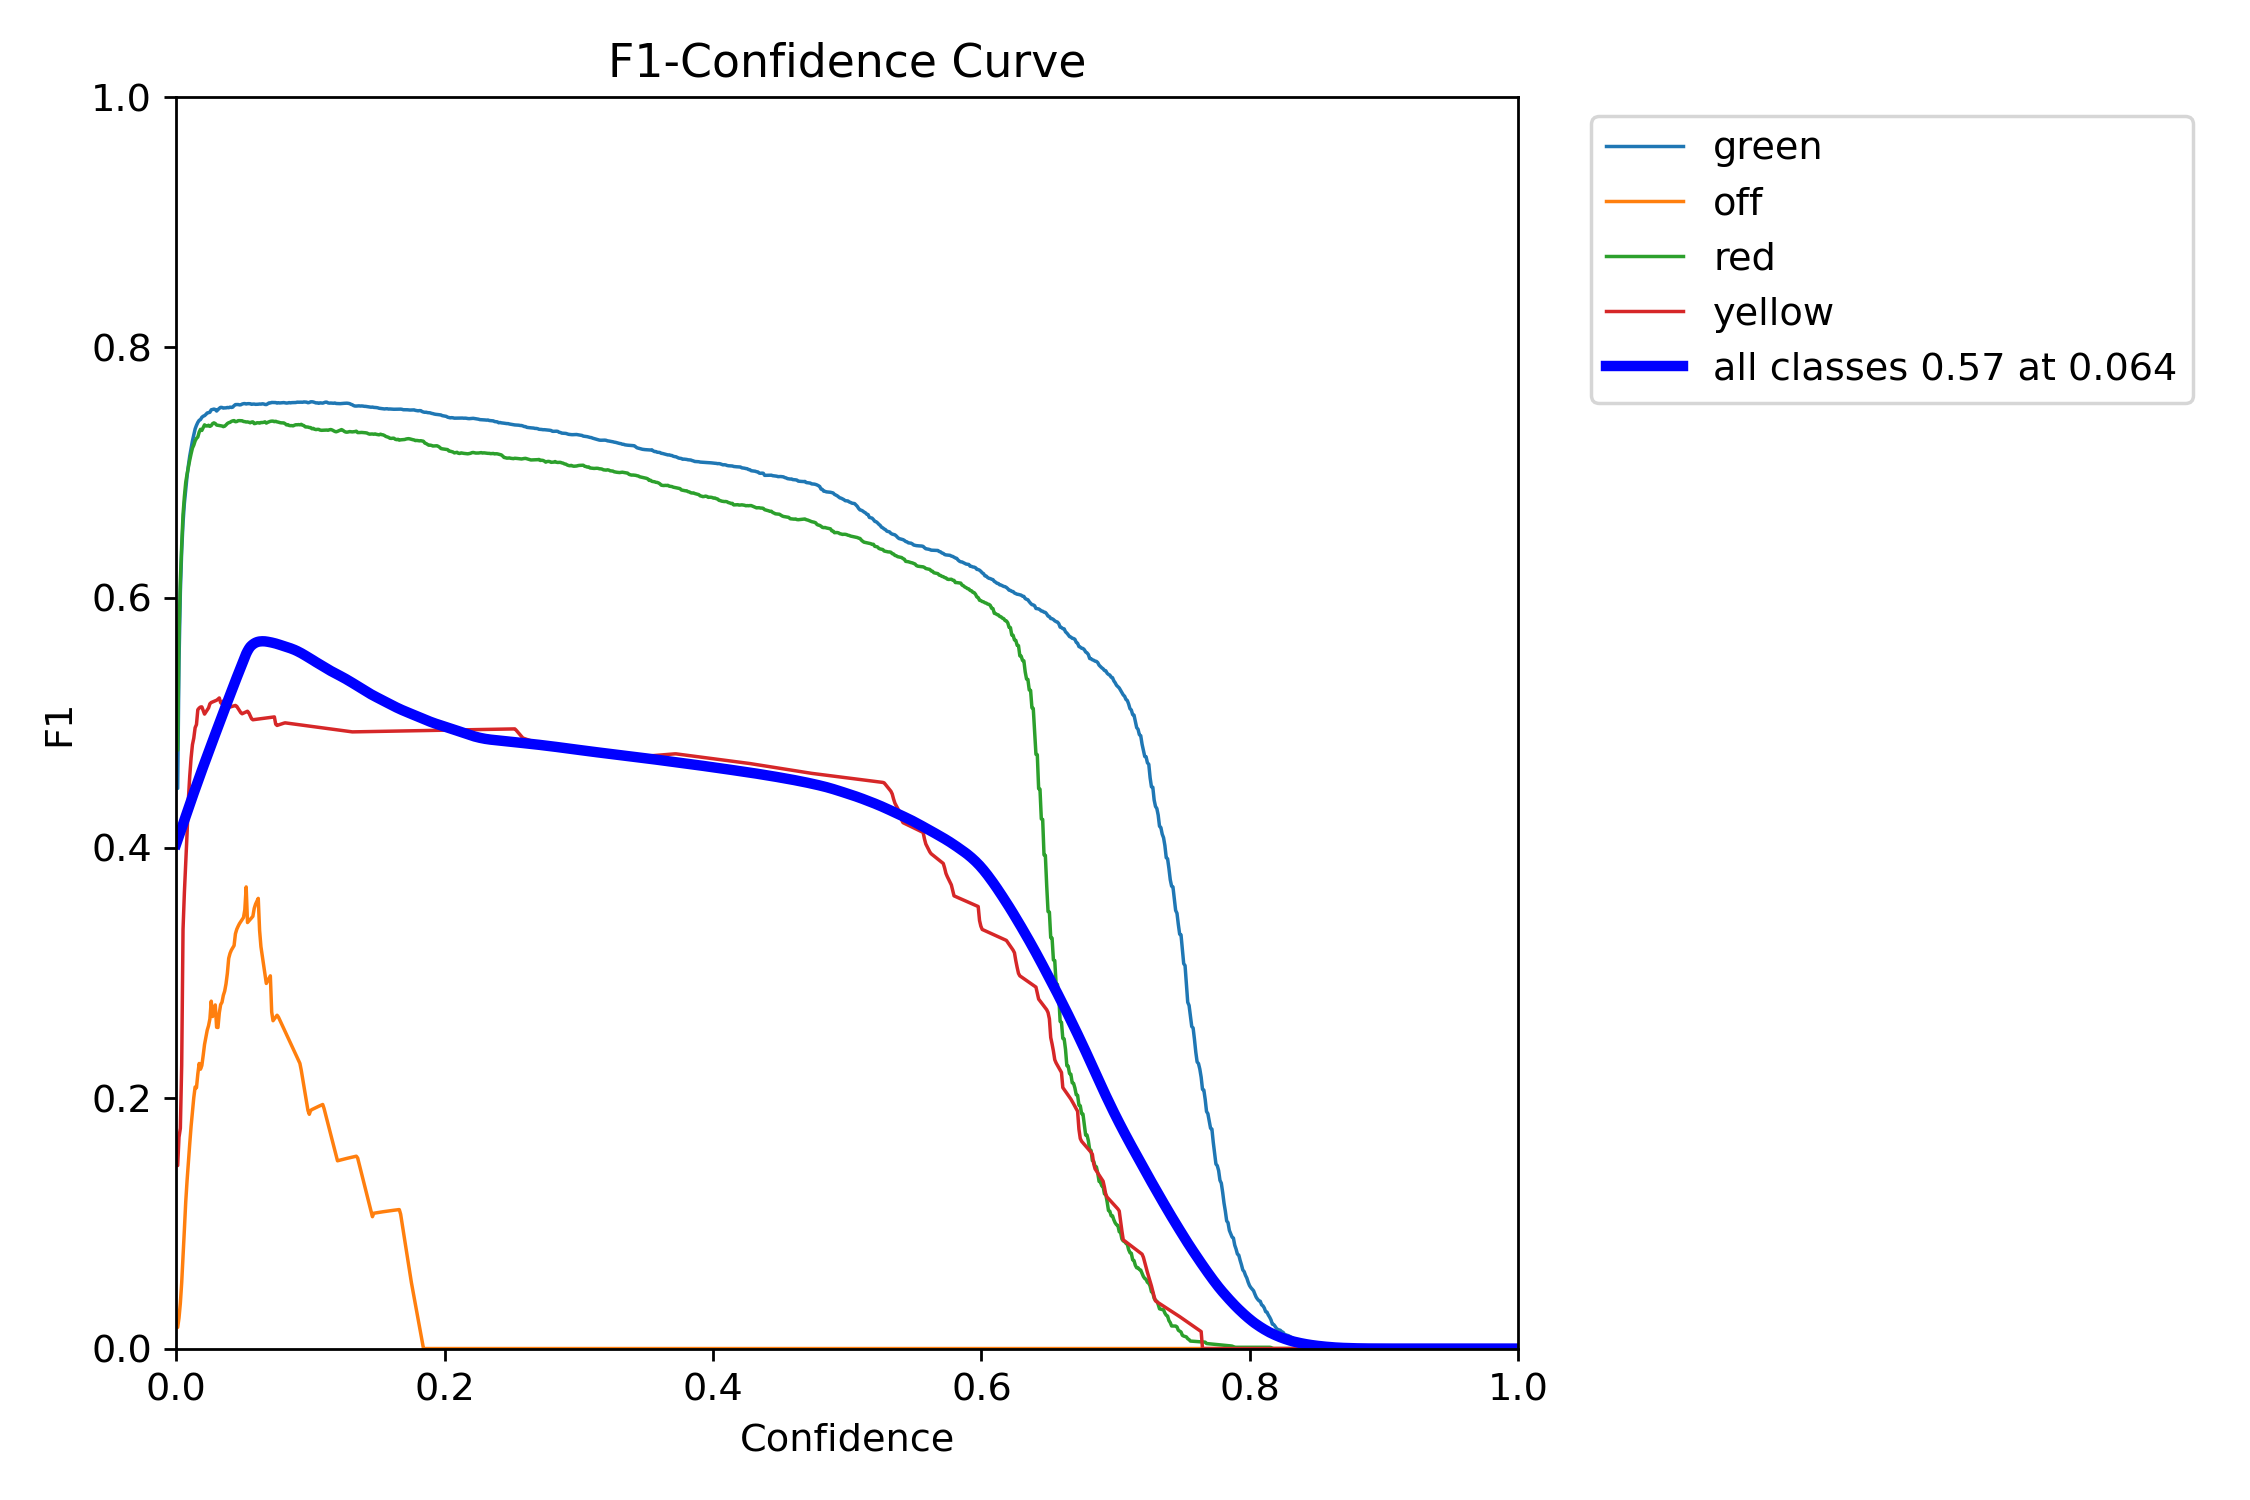 F1-Confidence Curve
1.0
0.8
0.6
0.4
0.2
0.0
F1
0.0 0.2 0.4 0.6 0.8 1.0
Confidence
green
off
red
yellow
all classes 0.57 at 0.064